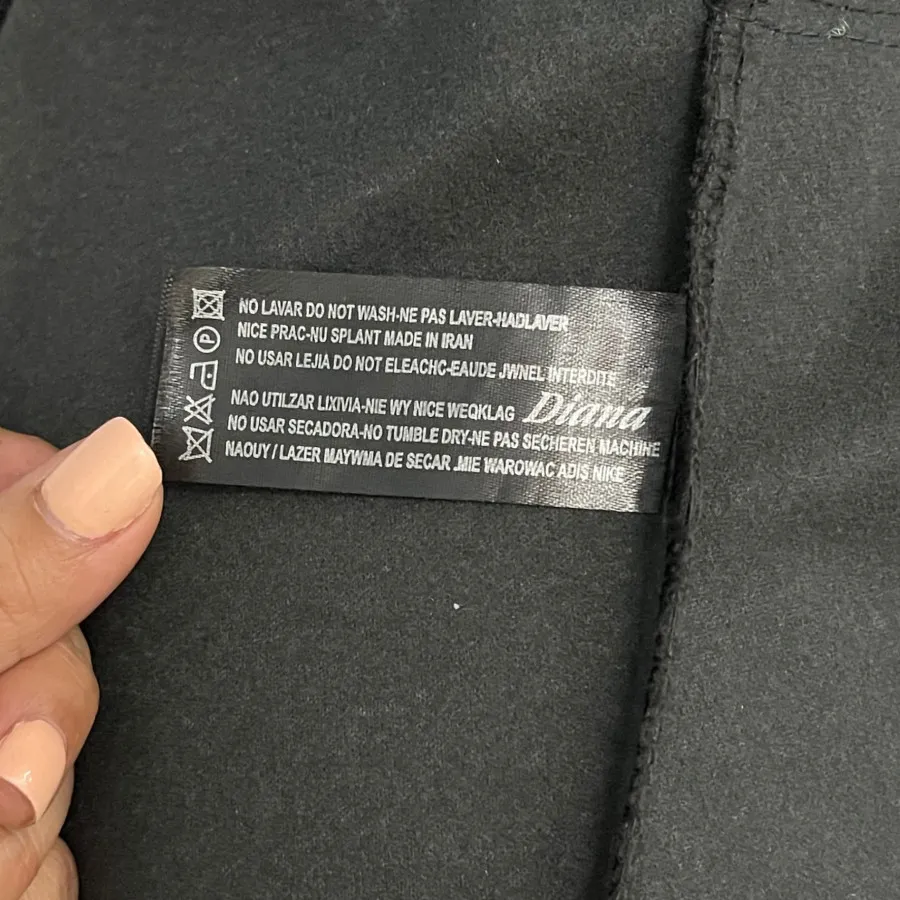 NO LAVAR DO NOT WASH-NE PAS LAVER-HADLAVER
P
NICE PRAC-NU SPLANT MADE IN IRAN
NO USAR LEJIA DO NOT ELEACHC-EAUDE JWNEL INTERDITE
NAO UTILZAR LIXIVIA-NIE WY NICE WEQKLAG Diana
NO USAR SECADORA-NO TUMBLE DRY-NE PAS SECHEREN MACHINE
NAOUY / LAZER MAYWMA DE SECAR .MIE WAROWAC ADIS NIKE